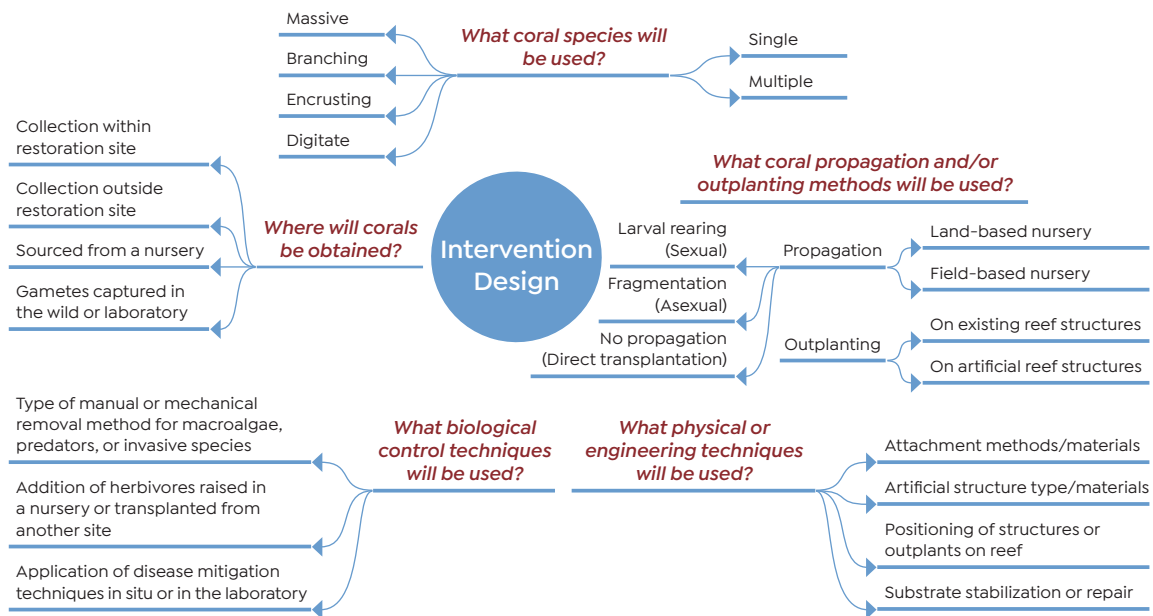 Massive
Branching
Encrusting
Digitate
What coral species will
be used?
Single
Multiple
Collection within
restoration site
Collection outside
restoration site
Sourced from a nursery
Gametes captured in
the wild or laboratory
Where will corals
be obtained?
Intervention
Design
What coral propagation and/or
outplanting methods will be used?
Larval rearing
(Sexual)
Fragmentation
(Asexual)
No propagation
(Direct transplantation)
Propagation
Land-based nursery
Field-based nursery
Outplanting
On existing reef structures
On artificial reef structures
Type of manual or mechanical
removal method for macroalgae,
predators, or invasive species
Addition of herbivores raised in
a nursery or transplanted from
another site
Application of disease mitigation
techniques in situ or in the laboratory
What biological
control techniques
will be used?
What physical or
engineering techniques
will be used?
Attachment methods/materials
Artificial structure type/materials
Positioning of structures or
outplants on reef
Substrate stabilization or repair